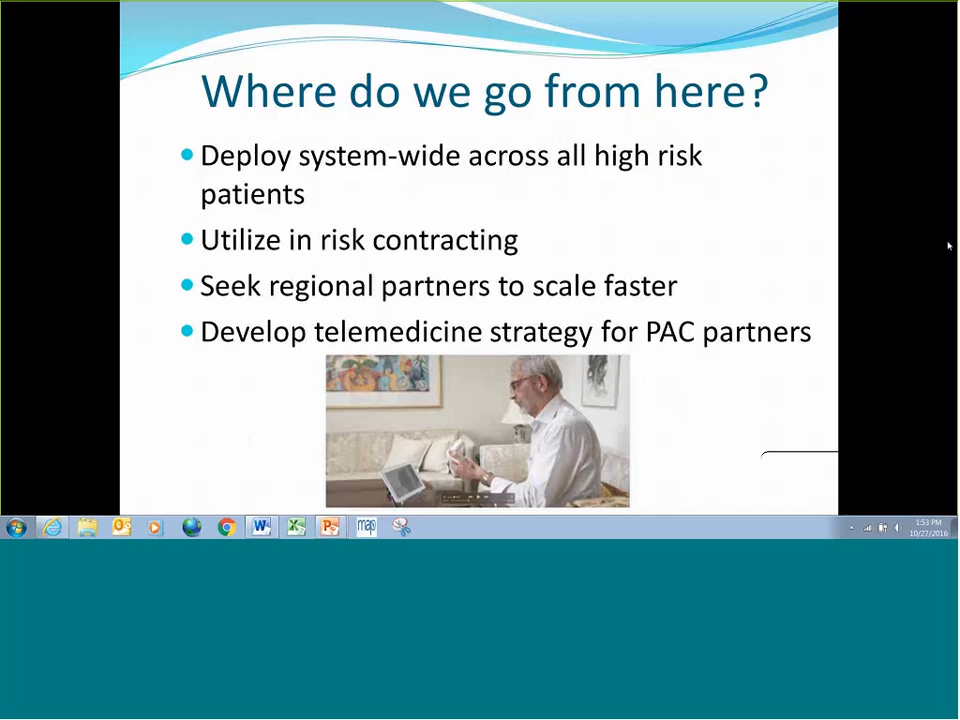 Where do we go from here?
Deploy system-wide across all high risk
patients
Utilize in risk contracting
Seek regional partners to scale faster
Develop telemedicine strategy for PAC partners
map
1:53 PM
10/27/2016